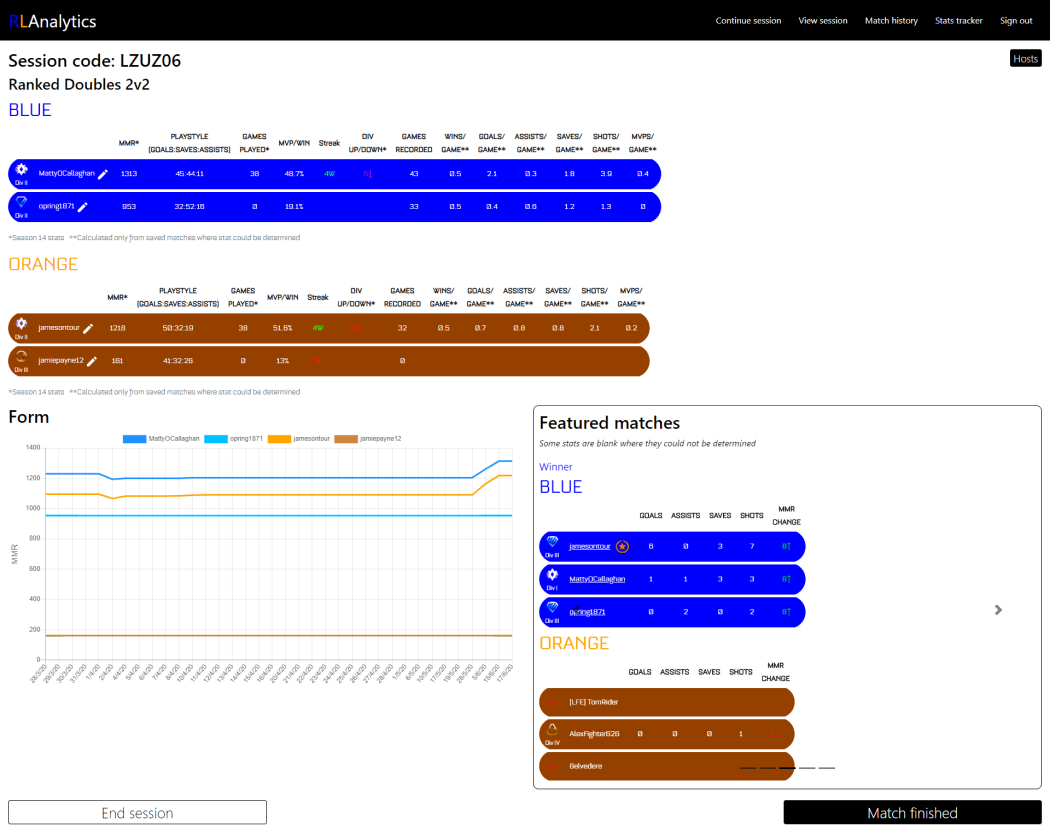 RLAnalytics
Continue session View session Match history Stats tracker Sign out
Session code: LZUZ06
Hosts
Ranked Doubles 2v2
BLUE
MMR* PLAYSTYLE [GOALS:SAVES:ASSISTS] GAMES PLAYED* MVP/WIN Streak DIV UP/DOWN* GAMES RECORDED WINS/ GAME** GOALS/ GAME** ASSISTS/ GAME** SAVES/ GAME** SHOTS/ GAME** MVPS/ GAME**
Div II MattyOCallaghan 1313 45:44:11 38 48.7% 4W 43 0.5 2.1 0.3 1.8 3.9 0.4
Div II opring1871 953 32:52:16 0 19.1% 33 0.5 0.4 0.6 1.2 1.3 0
*Season 14 stats **Calculated only from saved matches where stat could be determined
ORANGE
MMR* PLAYSTYLE [GOALS:SAVES:ASSISTS] GAMES PLAYED* MVP/WIN Streak DIV UP/DOWN* GAMES RECORDED WINS/ GAME** GOALS/ GAME** ASSISTS/ GAME** SAVES/ GAME** SHOTS/ GAME** MVPS/ GAME**
Div II jamesontour 1218 50:32:19 38 51.6% 4W 32 0.5 0.7 0.8 0.8 2.1 0.2
Div III jamiepayne12 161 41:32:26 0 13% 0
*Season 14 stats **Calculated only from saved matches where stat could be determined
Form
MattyOCallaghan opring1871 jamesontour jamiepayne12
1400
1200
1000
800
600
400
200
0
MMR
28/3/20 29/3/20 30/3/20 31/3/20 1/4/20 2/4/20 4/4/20 5/4/20 6/4/20 7/4/20 9/4/20 10/4/20 11/4/20 12/4/20 13/4/20 14/4/20 15/4/20 16/4/20 20/4/20 21/4/20 22/4/20 23/4/20 24/4/20 25/4/20 26/4/20 27/4/20 28/4/20 1/5/20 5/6/20 17/5/20 19/5/20 28/5/20 5/6/20 15/6/20 17/6/20
Featured matches
Some stats are blank where they could not be determined
Winner
BLUE
GOALS ASSISTS SAVES SHOTS MMR CHANGE
Div III jamesontour 6 0 3 7 8
Div I MattyOCallaghan 1 1 3 3 8
Div III opring1871 0 2 0 2 8
ORANGE
GOALS ASSISTS SAVES SHOTS MMR CHANGE
[LFE] TomRider
Div IV AlexFighter626 0 0 0 1
Belvedere
End session
Match finished